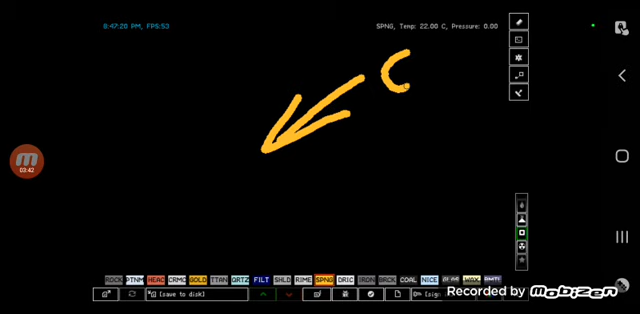 8:47:20 PM, FPS:53
SPNG, Temp: 22.00 C, Pressure: 0.00
C
03:42
ROCK PTNM HEAC CRMC GOLD TTAN QRTZ FILT SHLD RIME SPNG DRIC IRON BRCK COAL NICE BGLA WAX
[save to disk]
[sign
Recorded by mobizen